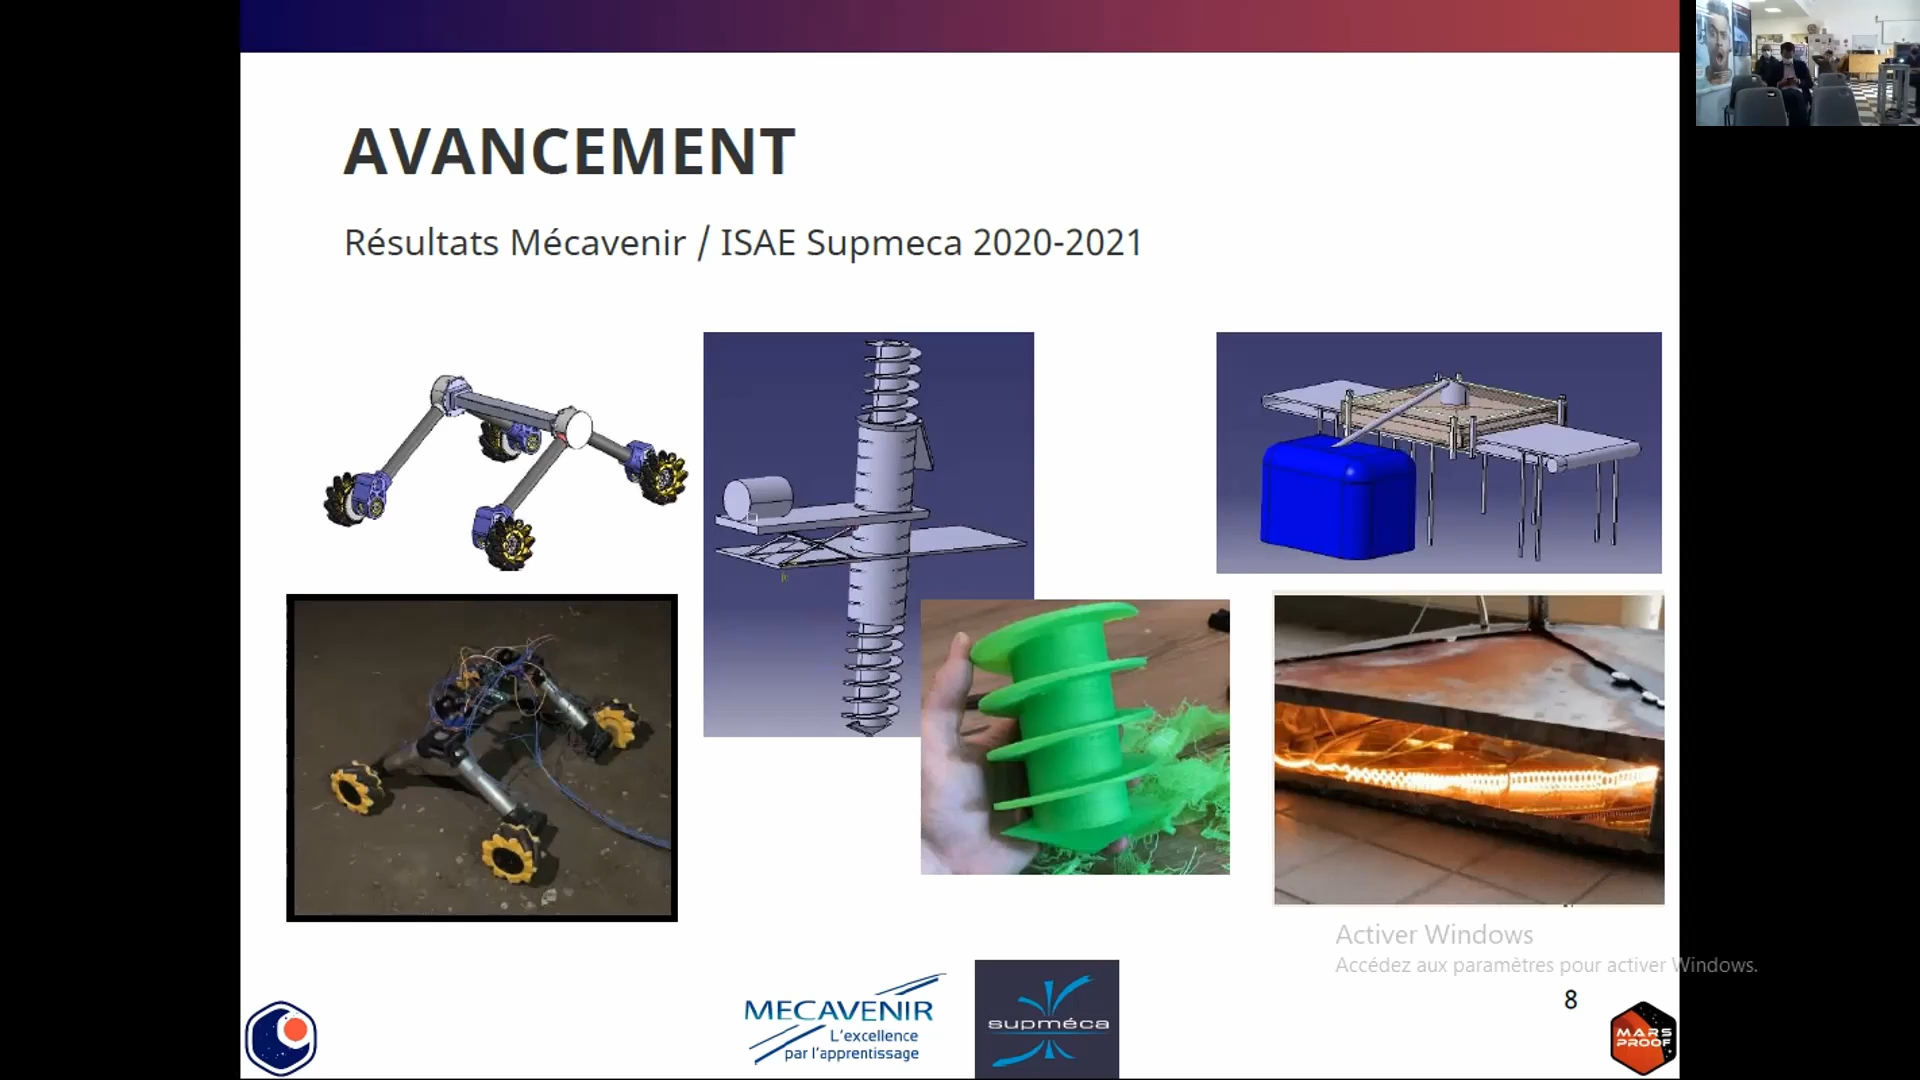 AVANCEMENT
Résultats Mécavenir / ISAE Supmeca 2020-2021
Activer Windows
Accédez aux paramètres pour activer Windows.
8
MECAVENIR
L'excellence
par l'apprentissage
supméca
MARS
PROOF